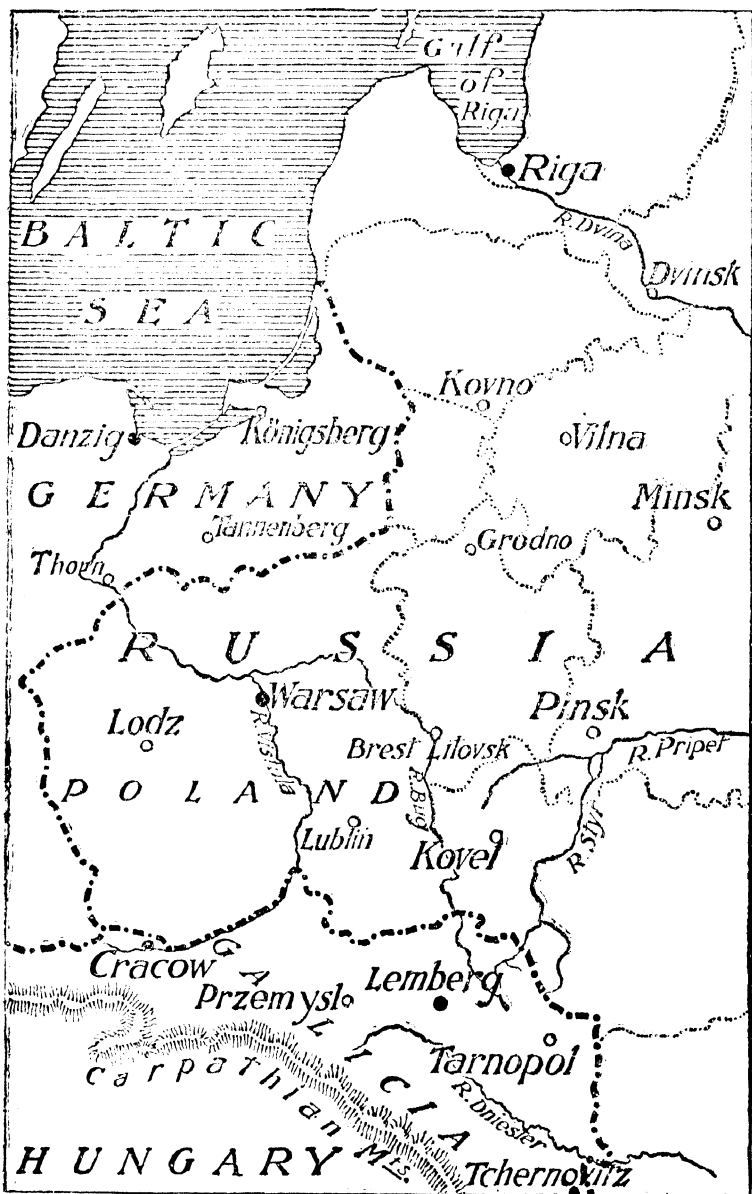 Gulf
of
Riga
Riga
BALTIC
R. Dvina
SEA
Dvinsk
Kovno
Danzig
Königsberg
Vilna
GERMANY
Minsk
Tannenberg
Grodno
Thorn
RUSSIA
Warsaw
Lodz
Pinsk
R. Vistula
Brest Litovsk
R. Pripet
POLAND
R. Bug
Lublin
Kovel
R. Styr
Cracow
GALICIA
Przemysl
Lemberg
Tarnopol
Carpathian Mts.
R. Dniester
HUNGARY
Tchernovitz